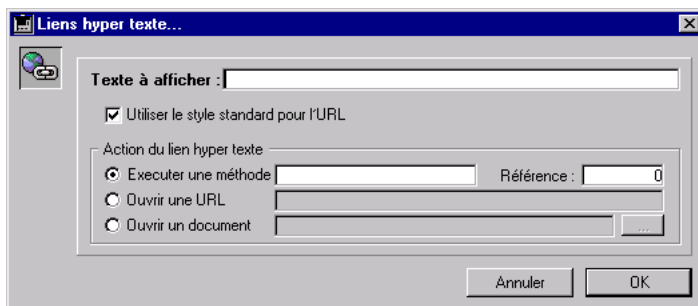 Liens hyper texte...
Texte à afficher :
Utiliser le style standard pour l'URL
Action du lien hyper texte
Executer une méthode Référence : 0
Ouvrir une URL
Ouvrir un document ...
Annuler OK